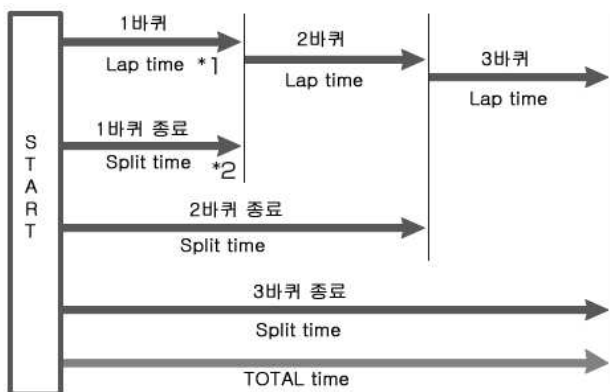 START
1바퀴
Lap time *1
2바퀴
Lap time
3바퀴
Lap time
1바퀴 종료
Split time *2
2바퀴 종료
Split time
3바퀴 종료
Split time
TOTAL time